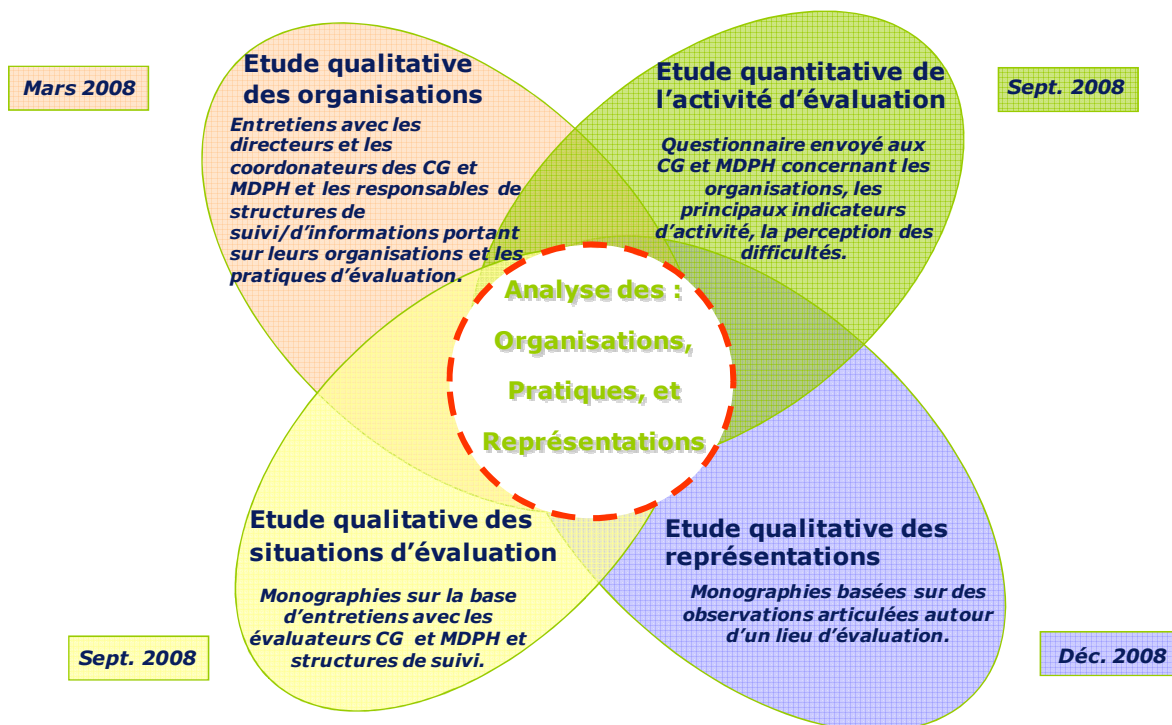 Mars 2008
Etude qualitative
des organisations
Entretiens avec les
directeurs et les
coordonateurs des CG et
MDPH et les responsables de
structures de
suivi/d'informations portant
sur leurs organisations et les
pratiques d'évaluation.
Etude quantitative de
l'activité d'évaluation
Questionnaire envoyé aux
CG et MDPH concernant les
organisations, les
principaux indicateurs
d'activité, la perception des
difficultés.
Sept. 2008
Analyse des :
Organisations,
Pratiques, et
Représentations
Etude qualitative des
situations d'évaluation
Monographies sur la base
d'entretiens avec les
évaluateurs CG et MDPH et
structures de suivi.
Sept. 2008
Etude qualitative des
représentations
Monographies basées sur des
observations articulées autour
d'un lieu d'évaluation.
Déc. 2008